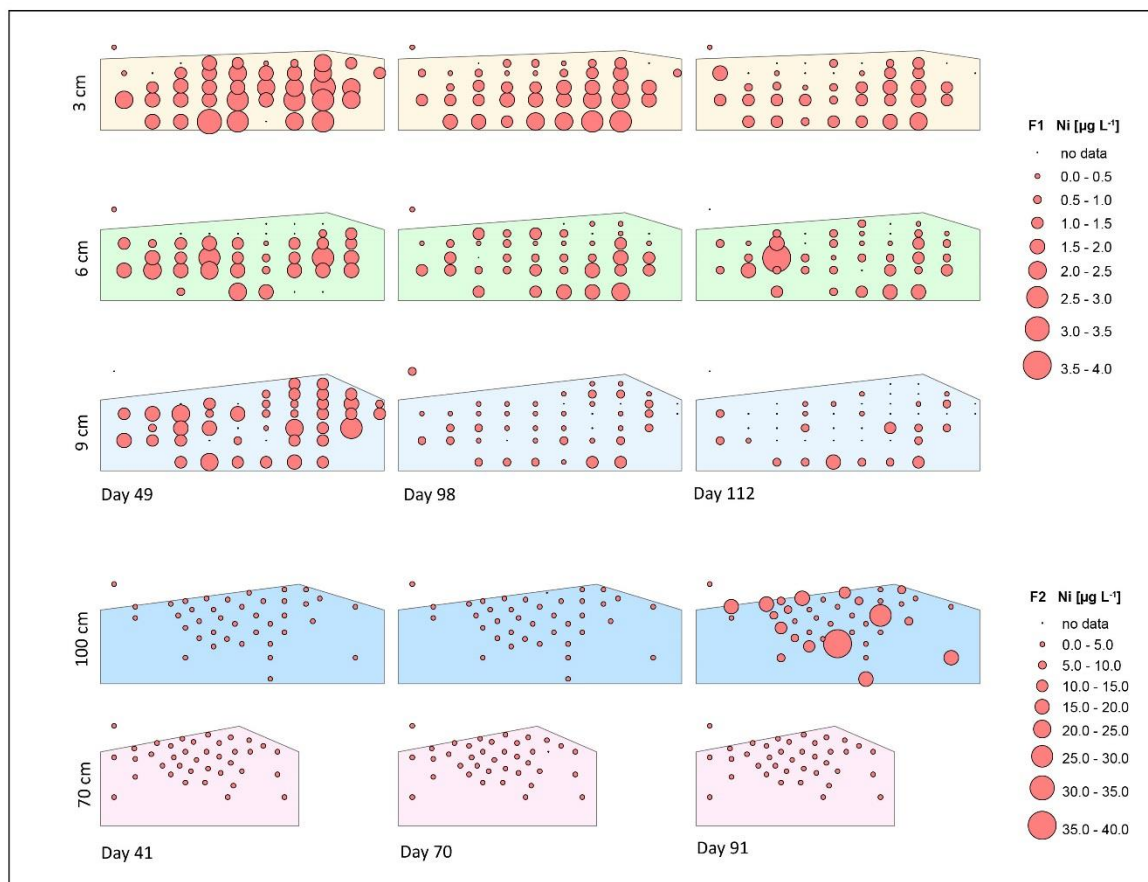 3 cm
F1 Ni [µg L⁻¹]
no data
0.0 - 0.5
0.5 - 1.0
1.0 - 1.5
1.5 - 2.0
2.0 - 2.5
2.5 - 3.0
3.0 - 3.5
3.5 - 4.0
6 cm
9 cm
Day 49
Day 98
Day 112
100 cm
F2 Ni [µg L⁻¹]
no data
0.0 - 5.0
5.0 - 10.0
10.0 - 15.0
15.0 - 20.0
20.0 - 25.0
25.0 - 30.0
30.0 - 35.0
35.0 - 40.0
70 cm
Day 41
Day 70
Day 91